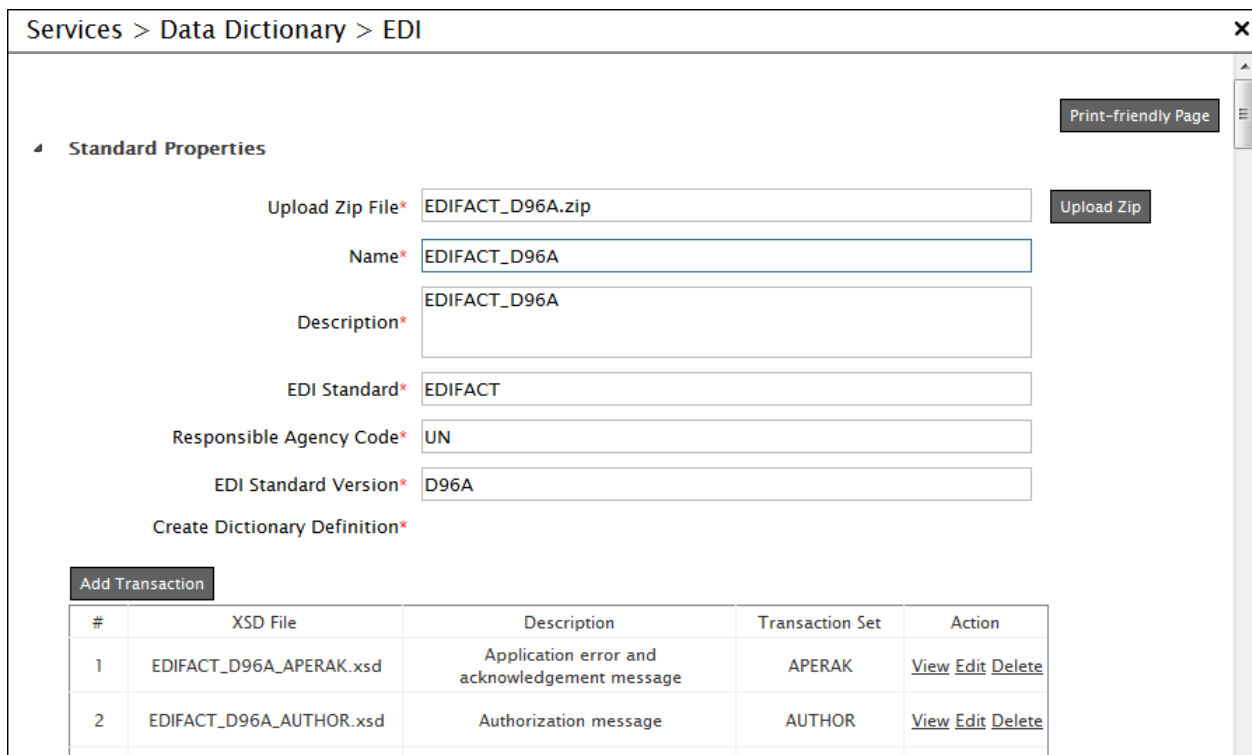 Services > Data Dictionary > EDI
Print-friendly Page
Standard Properties
Upload Zip File* EDIFACT_D96A.zip Upload Zip
Name* EDIFACT_D96A
Description* EDIFACT_D96A
EDI Standard* EDIFACT
Responsible Agency Code* UN
EDI Standard Version* D96A
Create Dictionary Definition*
Add Transaction
# XSD File Description Transaction Set Action
1 EDIFACT_D96A_APERAK.xsd Application error and acknowledgement message APERAK View Edit Delete
2 EDIFACT_D96A_AUTHOR.xsd Authorization message AUTHOR View Edit Delete